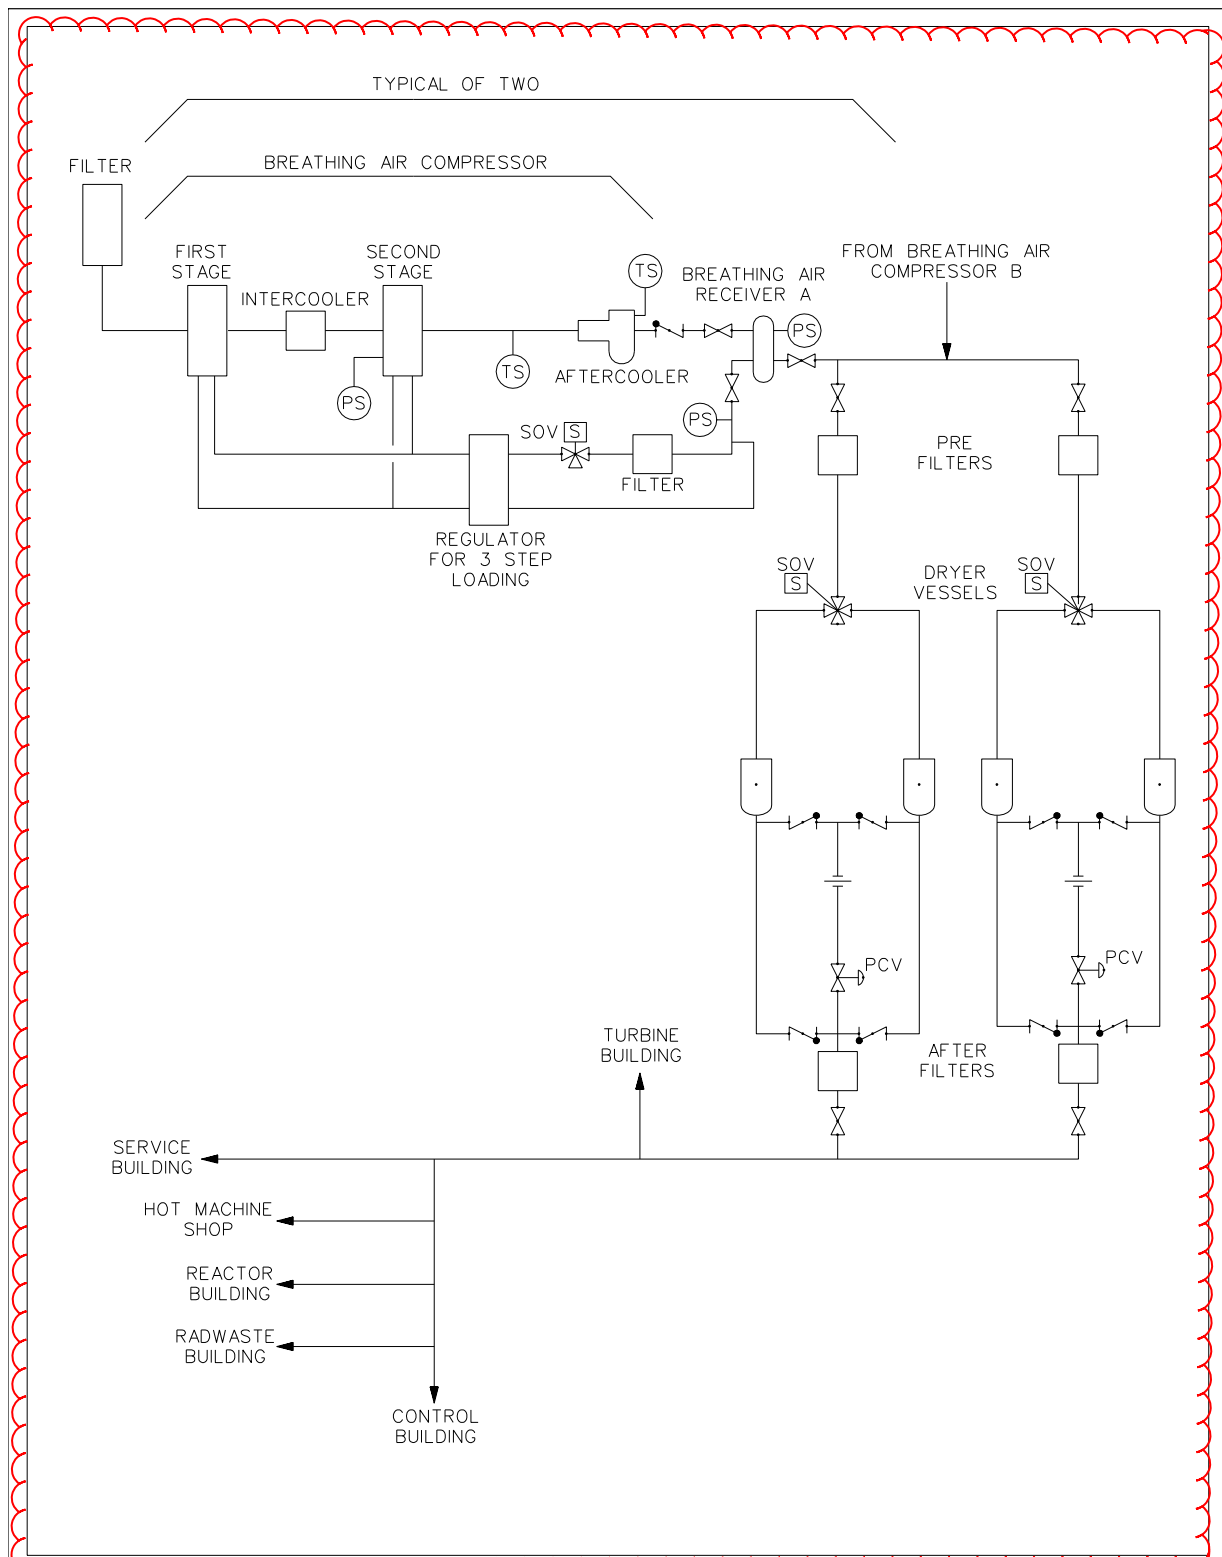 TYPICAL OF TWO
FILTER
BREATHING AIR COMPRESSOR
FIRST
STAGE
SECOND
STAGE
INTERCOOLER
TS
BREATHING AIR
RECEIVER A
FROM BREATHING AIR
COMPRESSOR B
PS
TS
AFTERCOOLER
PS
PS
SOV
S
FILTER
PRE
FILTERS
REGULATOR
FOR 3 STEP
LOADING
SOV
S
DRYER
VESSELS
SOV
S
PCV
PCV
TURBINE
BUILDING
AFTER
FILTERS
SERVICE
BUILDING
HOT MACHINE
SHOP
REACTOR
BUILDING
RADWASTE
BUILDING
CONTROL
BUILDING